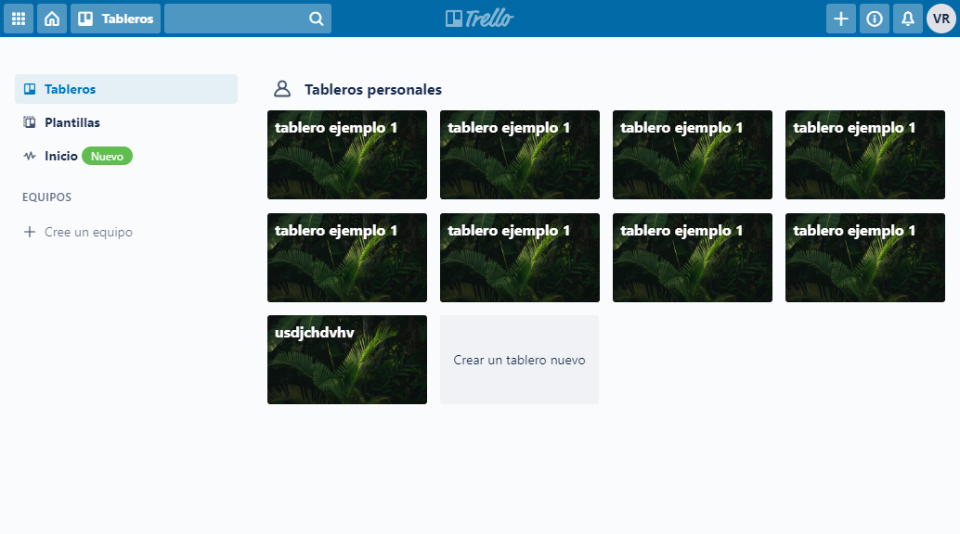 Tableros
Trello
VR
Tableros
Plantillas
Inicio Nuevo
EQUIPOS
Cree un equipo
Tableros personales
tablero ejemplo 1
tablero ejemplo 1
tablero ejemplo 1
tablero ejemplo 1
tablero ejemplo 1
tablero ejemplo 1
tablero ejemplo 1
tablero ejemplo 1
usdjchdvhv
Crear un tablero nuevo